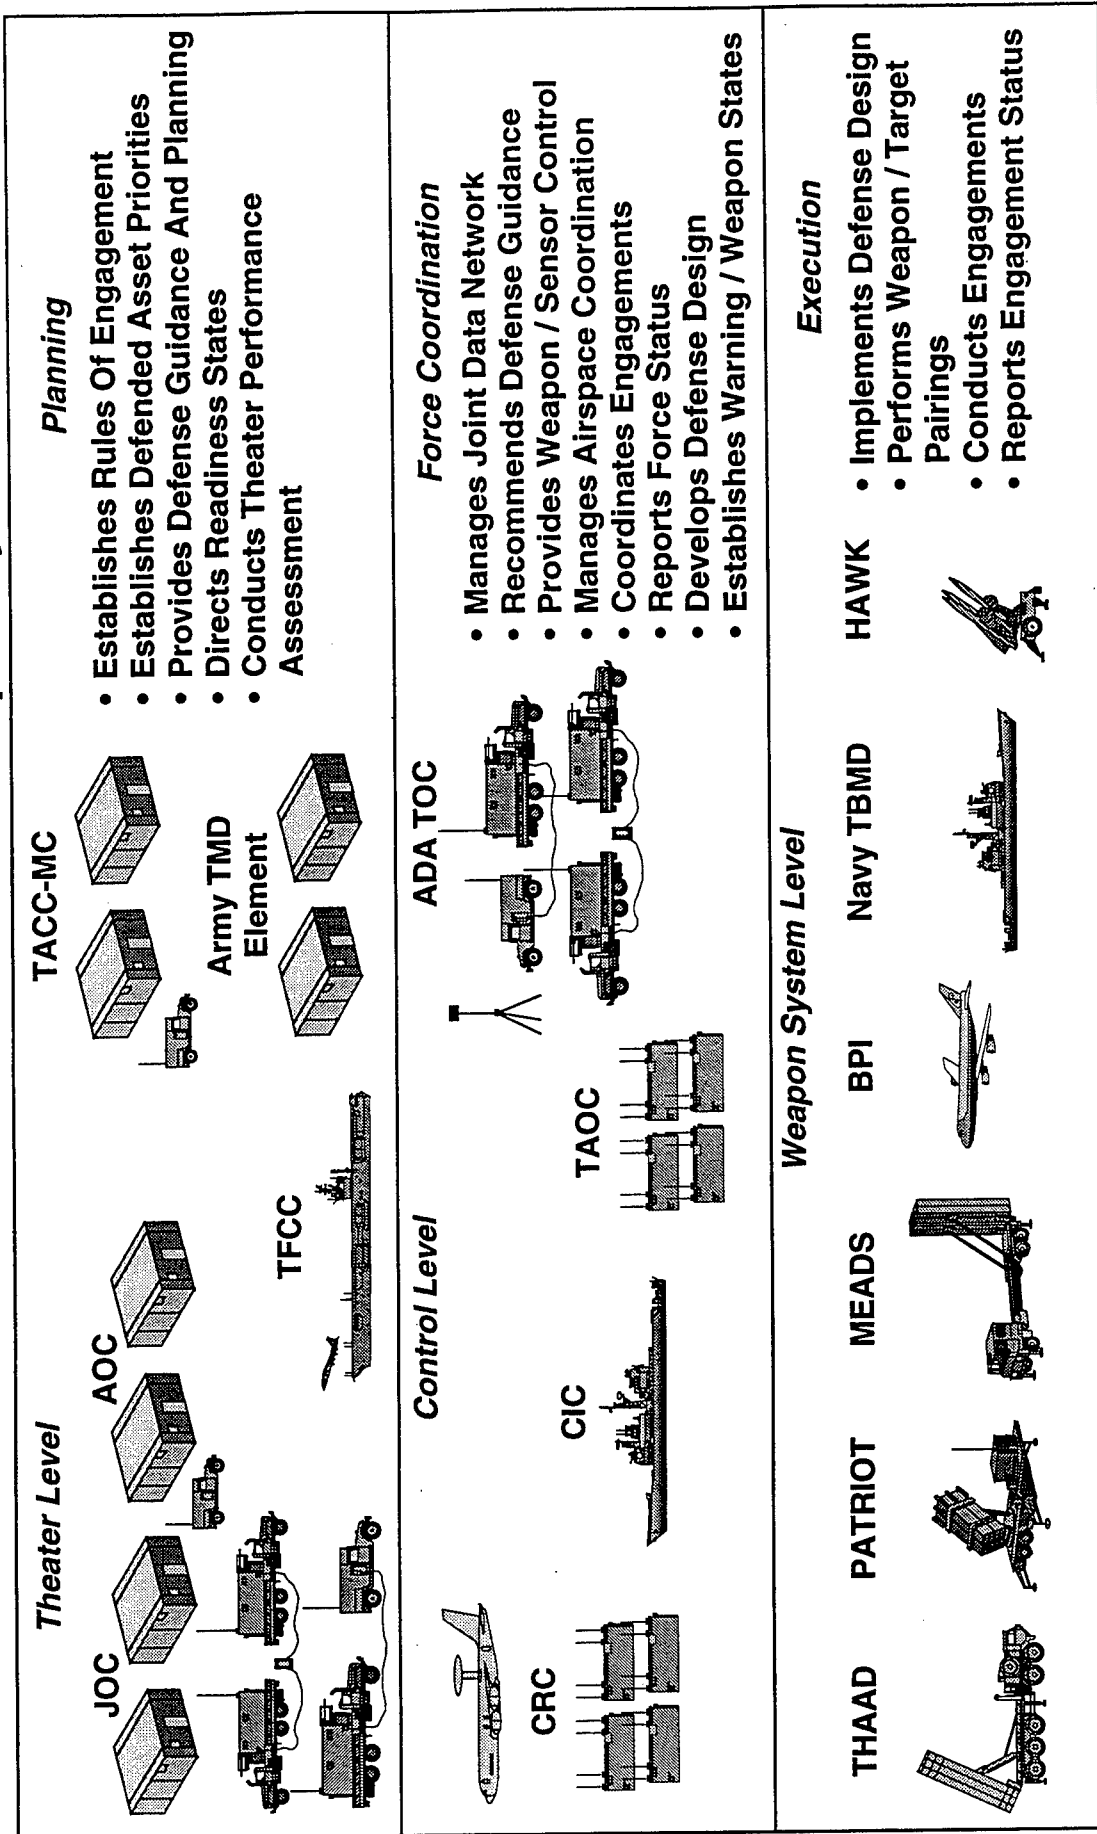 Theater Level
JOC
AOC
TFCC
TACC-MC
Army TMD
Element
Planning
• Establishes Rules Of Engagement
• Establishes Defended Asset Priorities
• Provides Defense Guidance And Planning
• Directs Readiness States
• Conducts Theater Performance
Assessment
Control Level
CRC
CIC
TAOC
ADA TOC
Force Coordination
• Manages Joint Data Network
• Recommends Defense Guidance
• Provides Weapon / Sensor Control
• Manages Airspace Coordination
• Coordinates Engagements
• Reports Force Status
• Develops Defense Design
• Establishes Warning / Weapon States
Weapon System Level
THAAD
PATRIOT
MEADS
BPI
Navy TBMD
HAWK
Execution
• Implements Defense Design
• Performs Weapon / Target
Pairings
• Conducts Engagements
• Reports Engagement Status